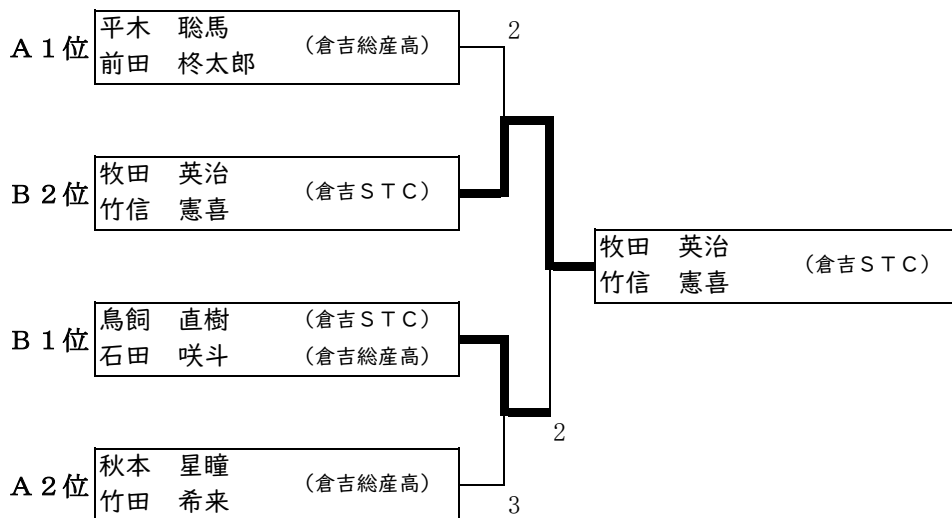 A1位 平木 聡馬 (倉吉総産高) 2
前田 柊太郎
B2位 牧田 英治 (倉吉STC)
竹信 憲喜
牧田 英治 (倉吉STC)
竹信 憲喜
B1位 鳥飼 直樹 (倉吉STC)
石田 咲斗 (倉吉総産高)
2
A2位 秋本 星瞳 (倉吉総産高)
竹田 希来 3